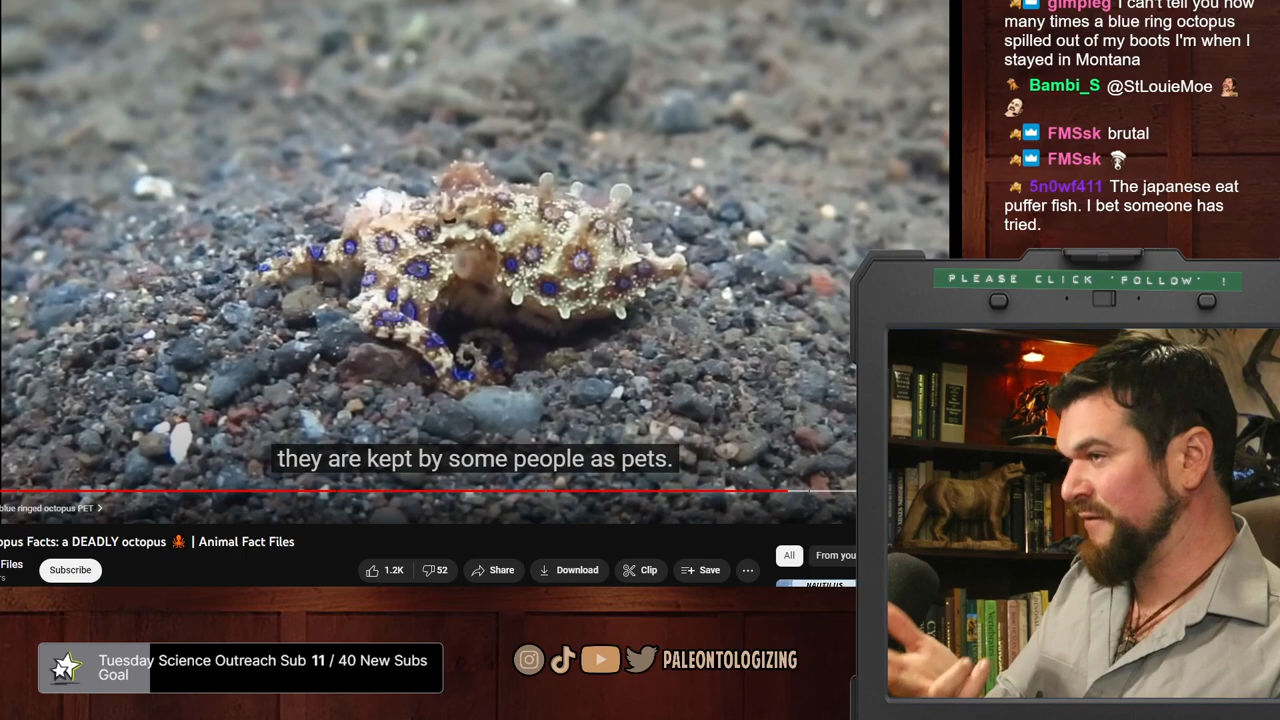 gimpleg I can't tell you how
many times a blue ring octopus
spilled out of my boots I'm when I
stayed in Montana
Bambi_S @StLouieMoe
FMSsk brutal
FMSsk
5n0wf411 The japanese eat
puffer fish. I bet someone has
tried.
PLEASE CLICK "FOLLOW" !
they are kept by some people as pets.
blue ringed octopus PET
opus Facts: a DEADLY octopus | Animal Fact Files
Files
rs
Subscribe
1.2K
52
Share
Download
Clip
Save
All
From you
NAUTILUS
Tuesday Science Outreach Sub
Goal
11 / 40 New Subs
PALEONTOLOGIZING